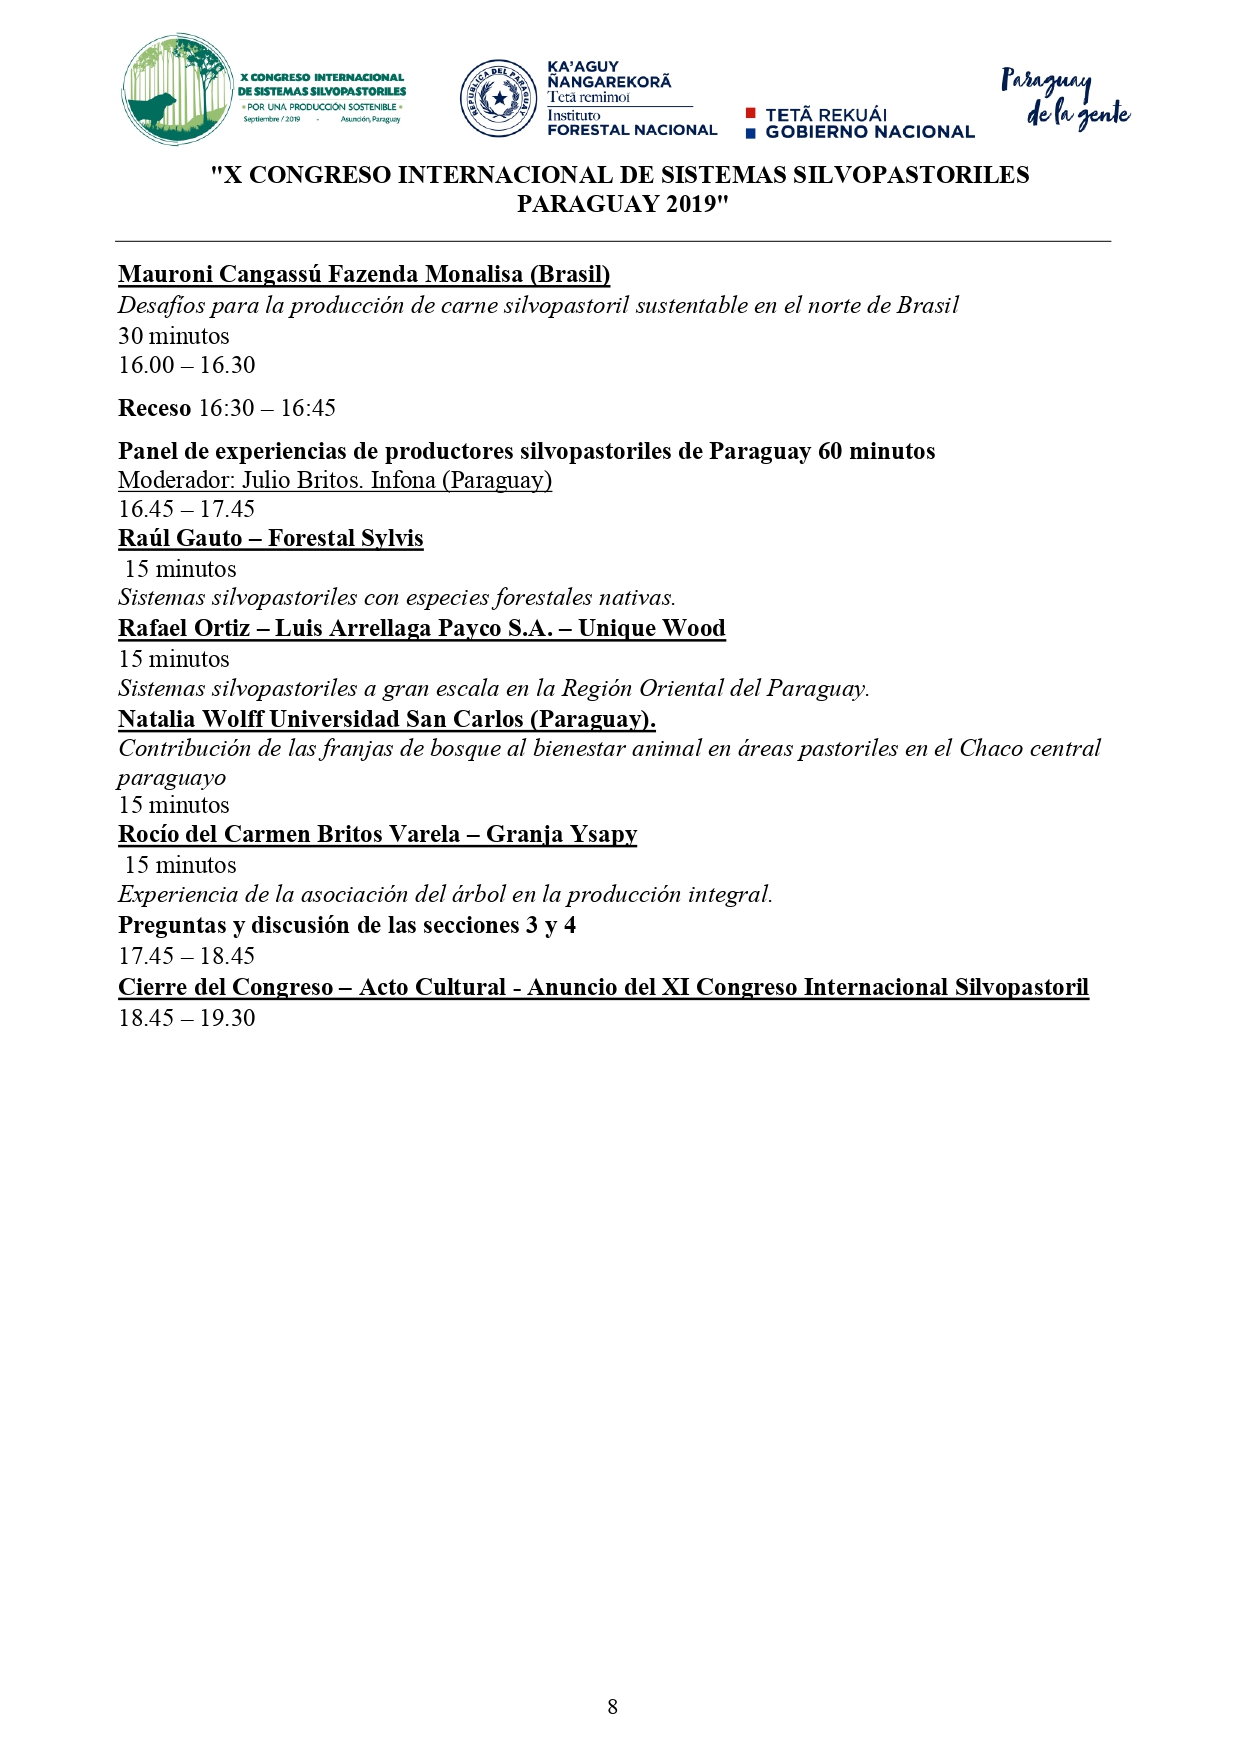 X CONGRESO INTERNACIONAL
DE SISTEMAS SILVOPASTORILES
• POR UNA PRODUCCIÓN SOSTENIBLE •
Septiembre / 2019 - Asunción, Paraguay
REPUBLICA DEL PARAGUAY
KA'AGUY
ÑANGAREKORÃ
Tetã remimoĩ
Instituto
FORESTAL NACIONAL
TETÃ REKUÁI
GOBIERNO NACIONAL
Paraguay
de la gente
"X CONGRESO INTERNACIONAL DE SISTEMAS SILVOPASTORILES
PARAGUAY 2019"
Mauroni Cangassú Fazenda Monalisa (Brasil)
Desafíos para la producción de carne silvopastoril sustentable en el norte de Brasil
30 minutos
16.00 – 16.30
Receso 16:30 – 16:45
Panel de experiencias de productores silvopastoriles de Paraguay 60 minutos
Moderador: Julio Britos. Infona (Paraguay)
16.45 – 17.45
Raúl Gauto – Forestal Sylvis
15 minutos
Sistemas silvopastoriles con especies forestales nativas.
Rafael Ortiz – Luis Arrellaga Payco S.A. – Unique Wood
15 minutos
Sistemas silvopastoriles a gran escala en la Región Oriental del Paraguay.
Natalia Wolff Universidad San Carlos (Paraguay).
Contribución de las franjas de bosque al bienestar animal en áreas pastoriles en el Chaco central
paraguayo
15 minutos
Rocío del Carmen Britos Varela – Granja Ysapy
15 minutos
Experiencia de la asociación del árbol en la producción integral.
Preguntas y discusión de las secciones 3 y 4
17.45 – 18.45
Cierre del Congreso – Acto Cultural - Anuncio del XI Congreso Internacional Silvopastoril
18.45 – 19.30
8